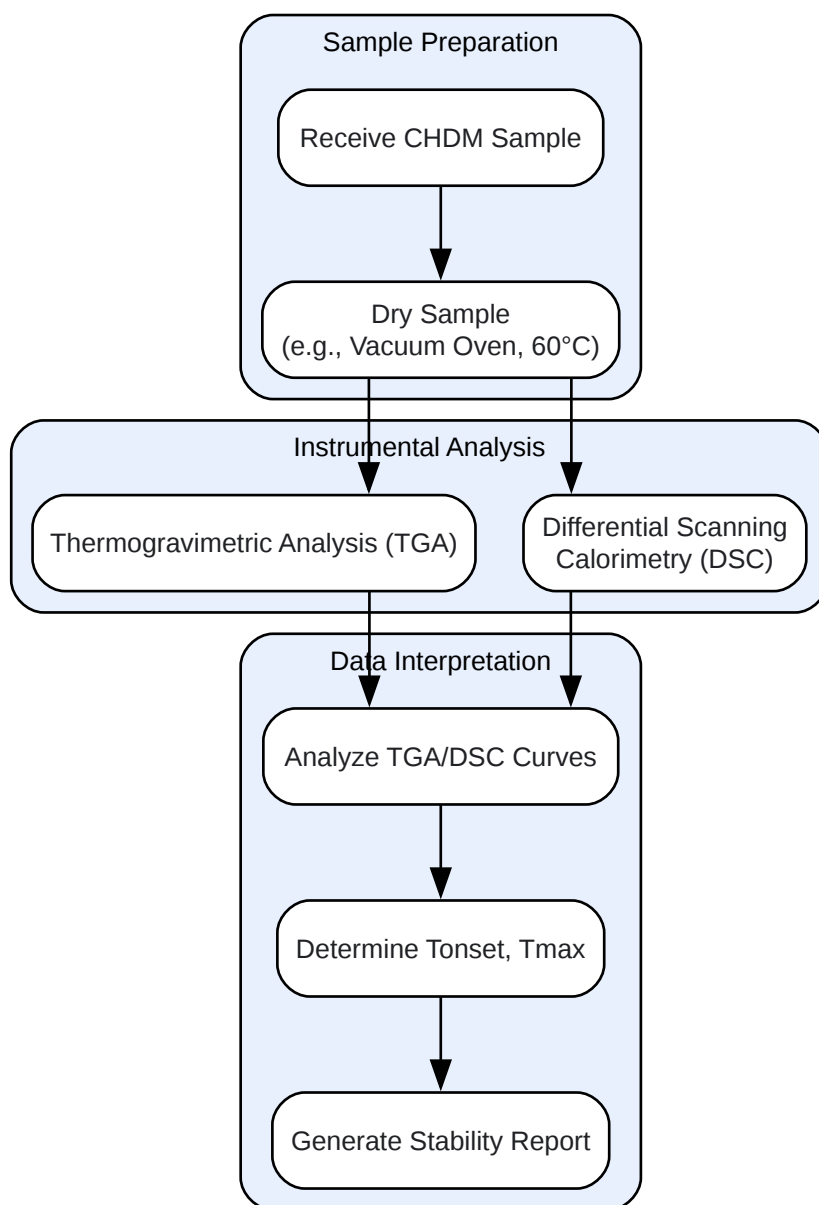 Sample Preparation
Receive CHDM Sample
Dry Sample
(e.g., Vacuum Oven, 60°C)
Instrumental Analysis
Thermogravimetric Analysis (TGA)
Differential Scanning
Calorimetry (DSC)
Data Interpretation
Analyze TGA/DSC Curves
Determine Tonset, Tmax
Generate Stability Report